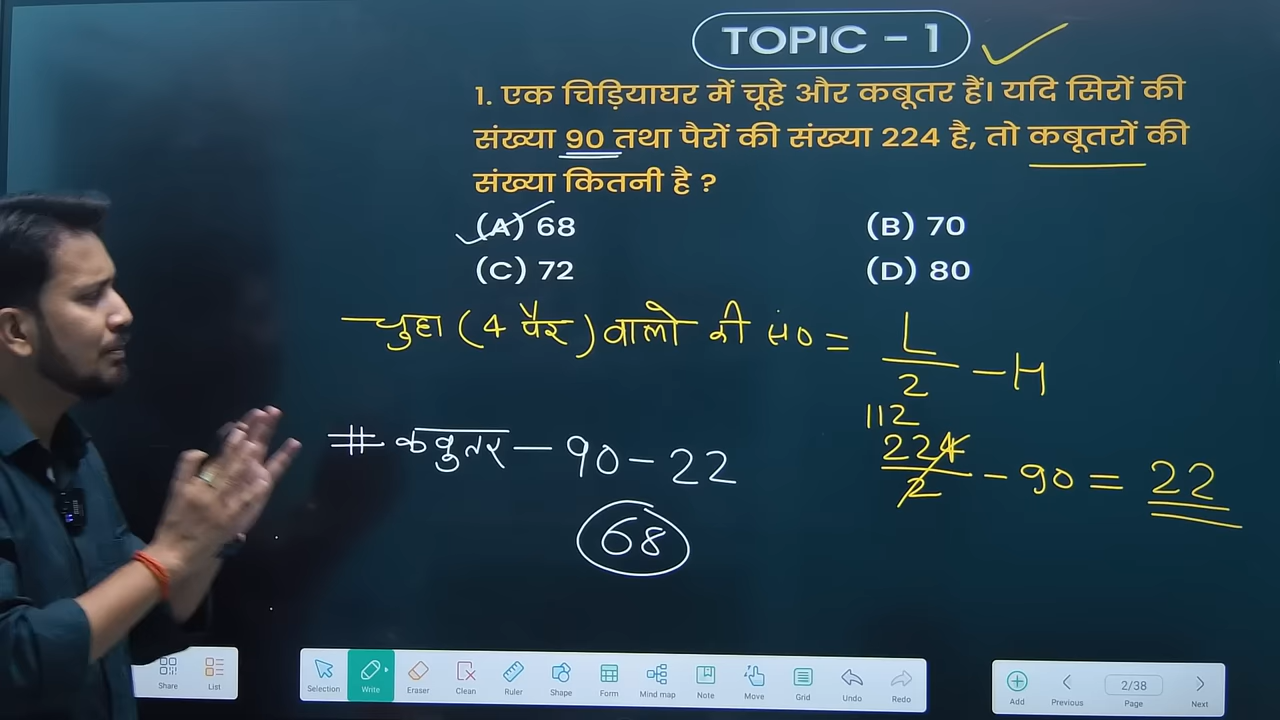 TOPIC - 1
1. एक चिड़ियाघर में चूहे और कबूतर हैं। यदि सिरों की
संख्या 90 तथा पैरों की संख्या 224 है, तो कबूतरों की
संख्या कितनी है ?
(A) 68
(B) 70
(C) 72
(D) 80
चुहा (4 पैर) वालो की सं0 = L/2 - H
112
224/2 - 90 = 22
# कबुतर - 90 - 22
68
Share
List
Selection
Write
Eraser
Clean
Ruler
Shape
Form
Mind map
Note
Move
Grid
Undo
Redo
Add
Previous
2/38
Page
Next